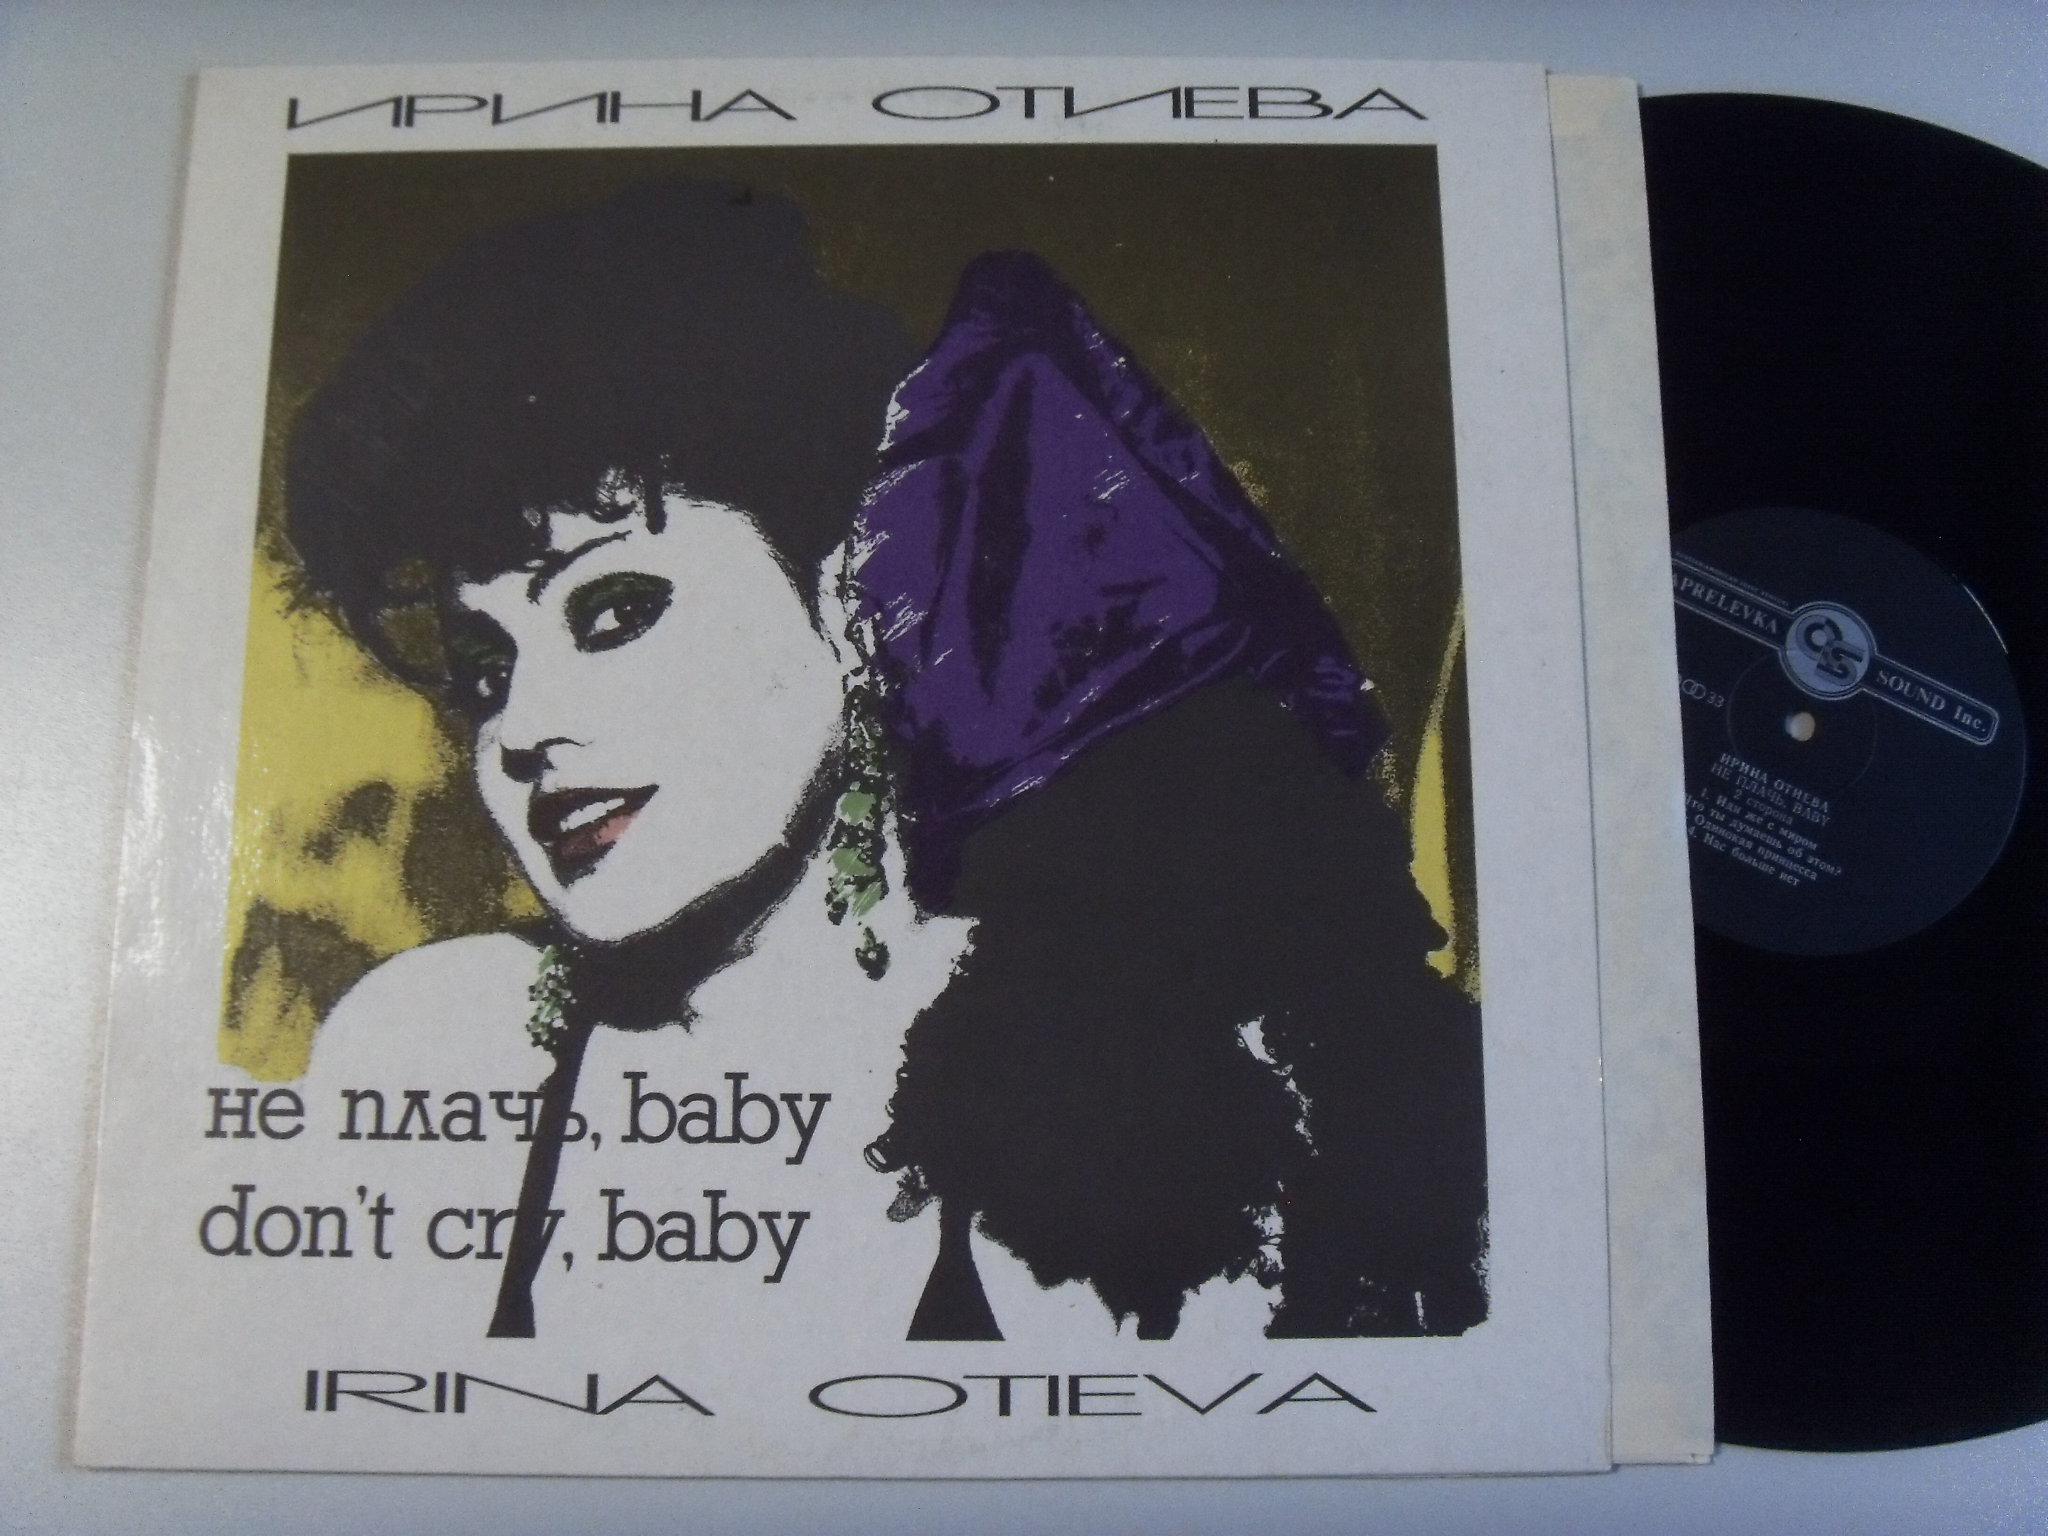 ИРИНА ОТИЕВА
не плачь, baby
don't cry, baby
IRINA OTIEVA
APRELEVKA
SOUND Inc.
33
ИРИНА ОТИЕВА
НЕ ПЛАЧЬ, BABY
2 сторона
1. Иди же с миром
Что ты думаешь об этом?
Одинокая принцесса
4. Нас больше нет